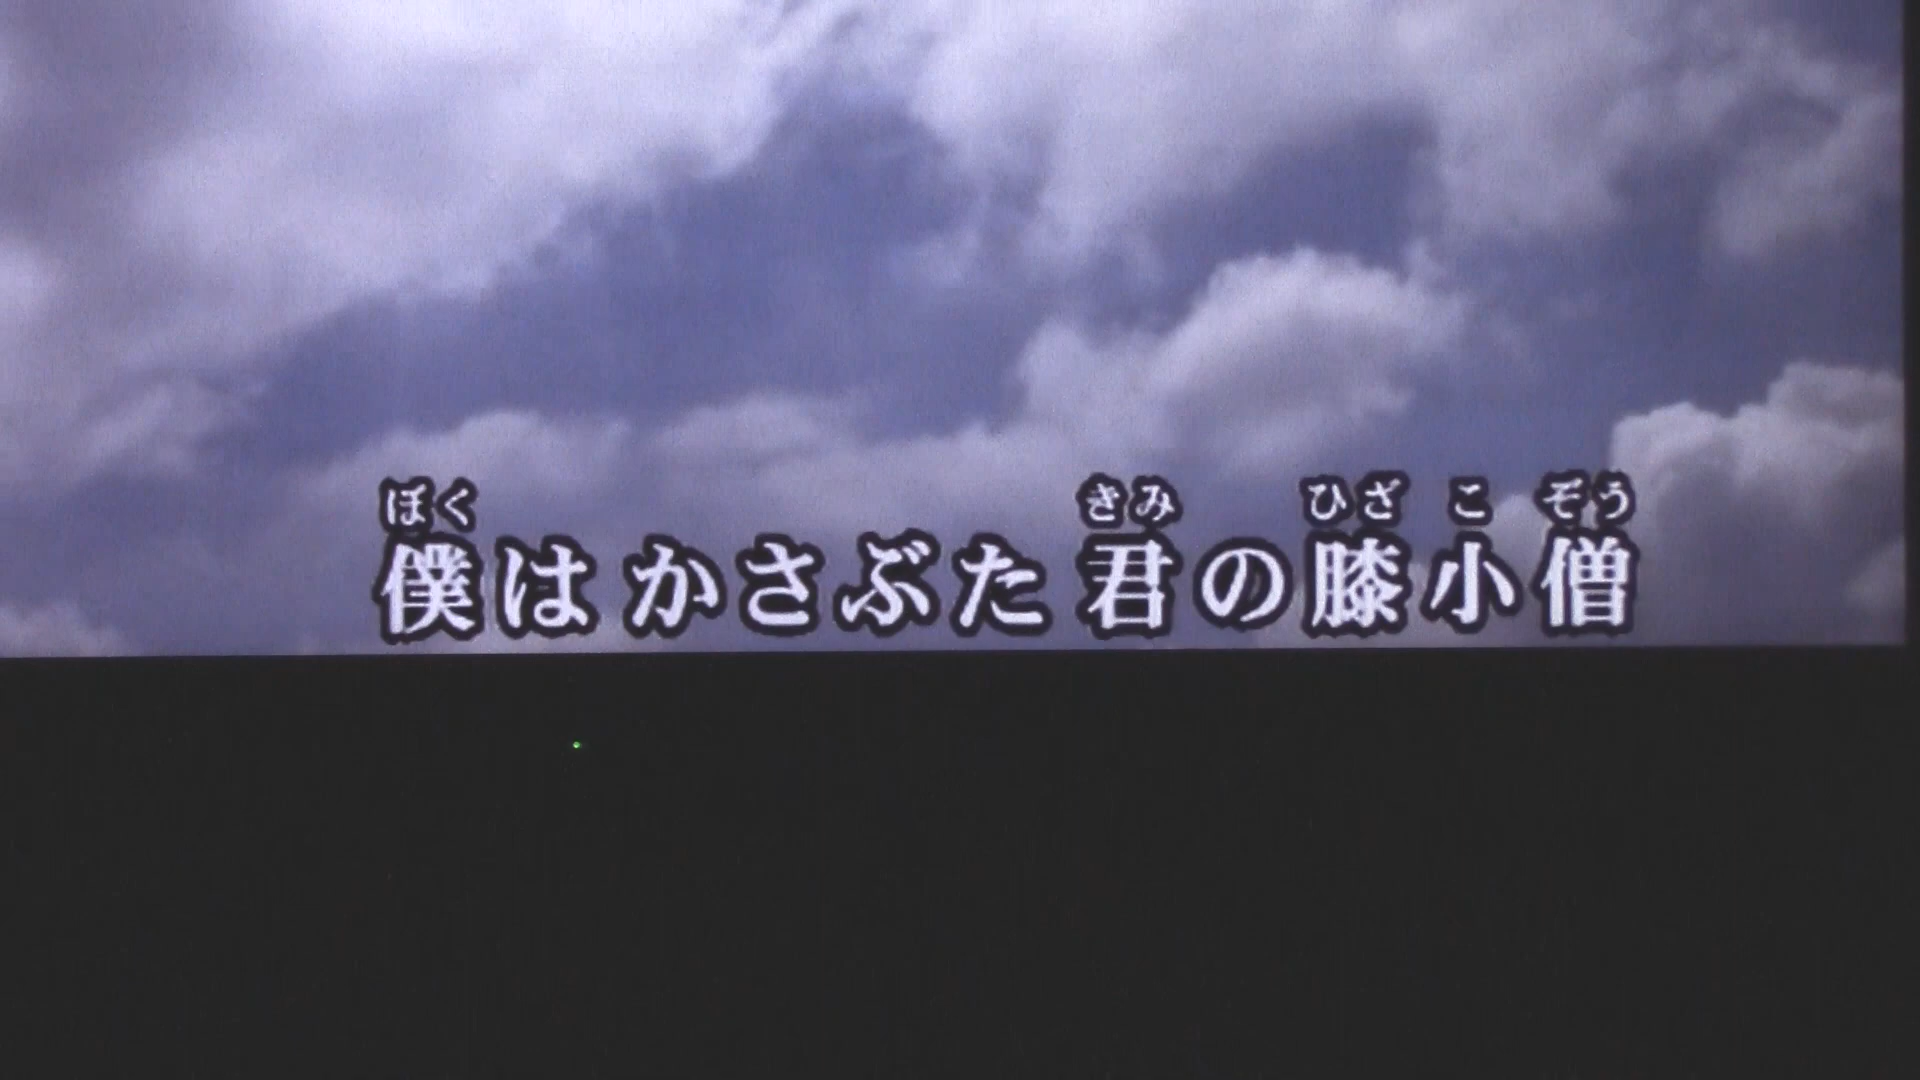 ぼく きみ ひざ こ ぞう
僕は かさぶた 君の膝小僧